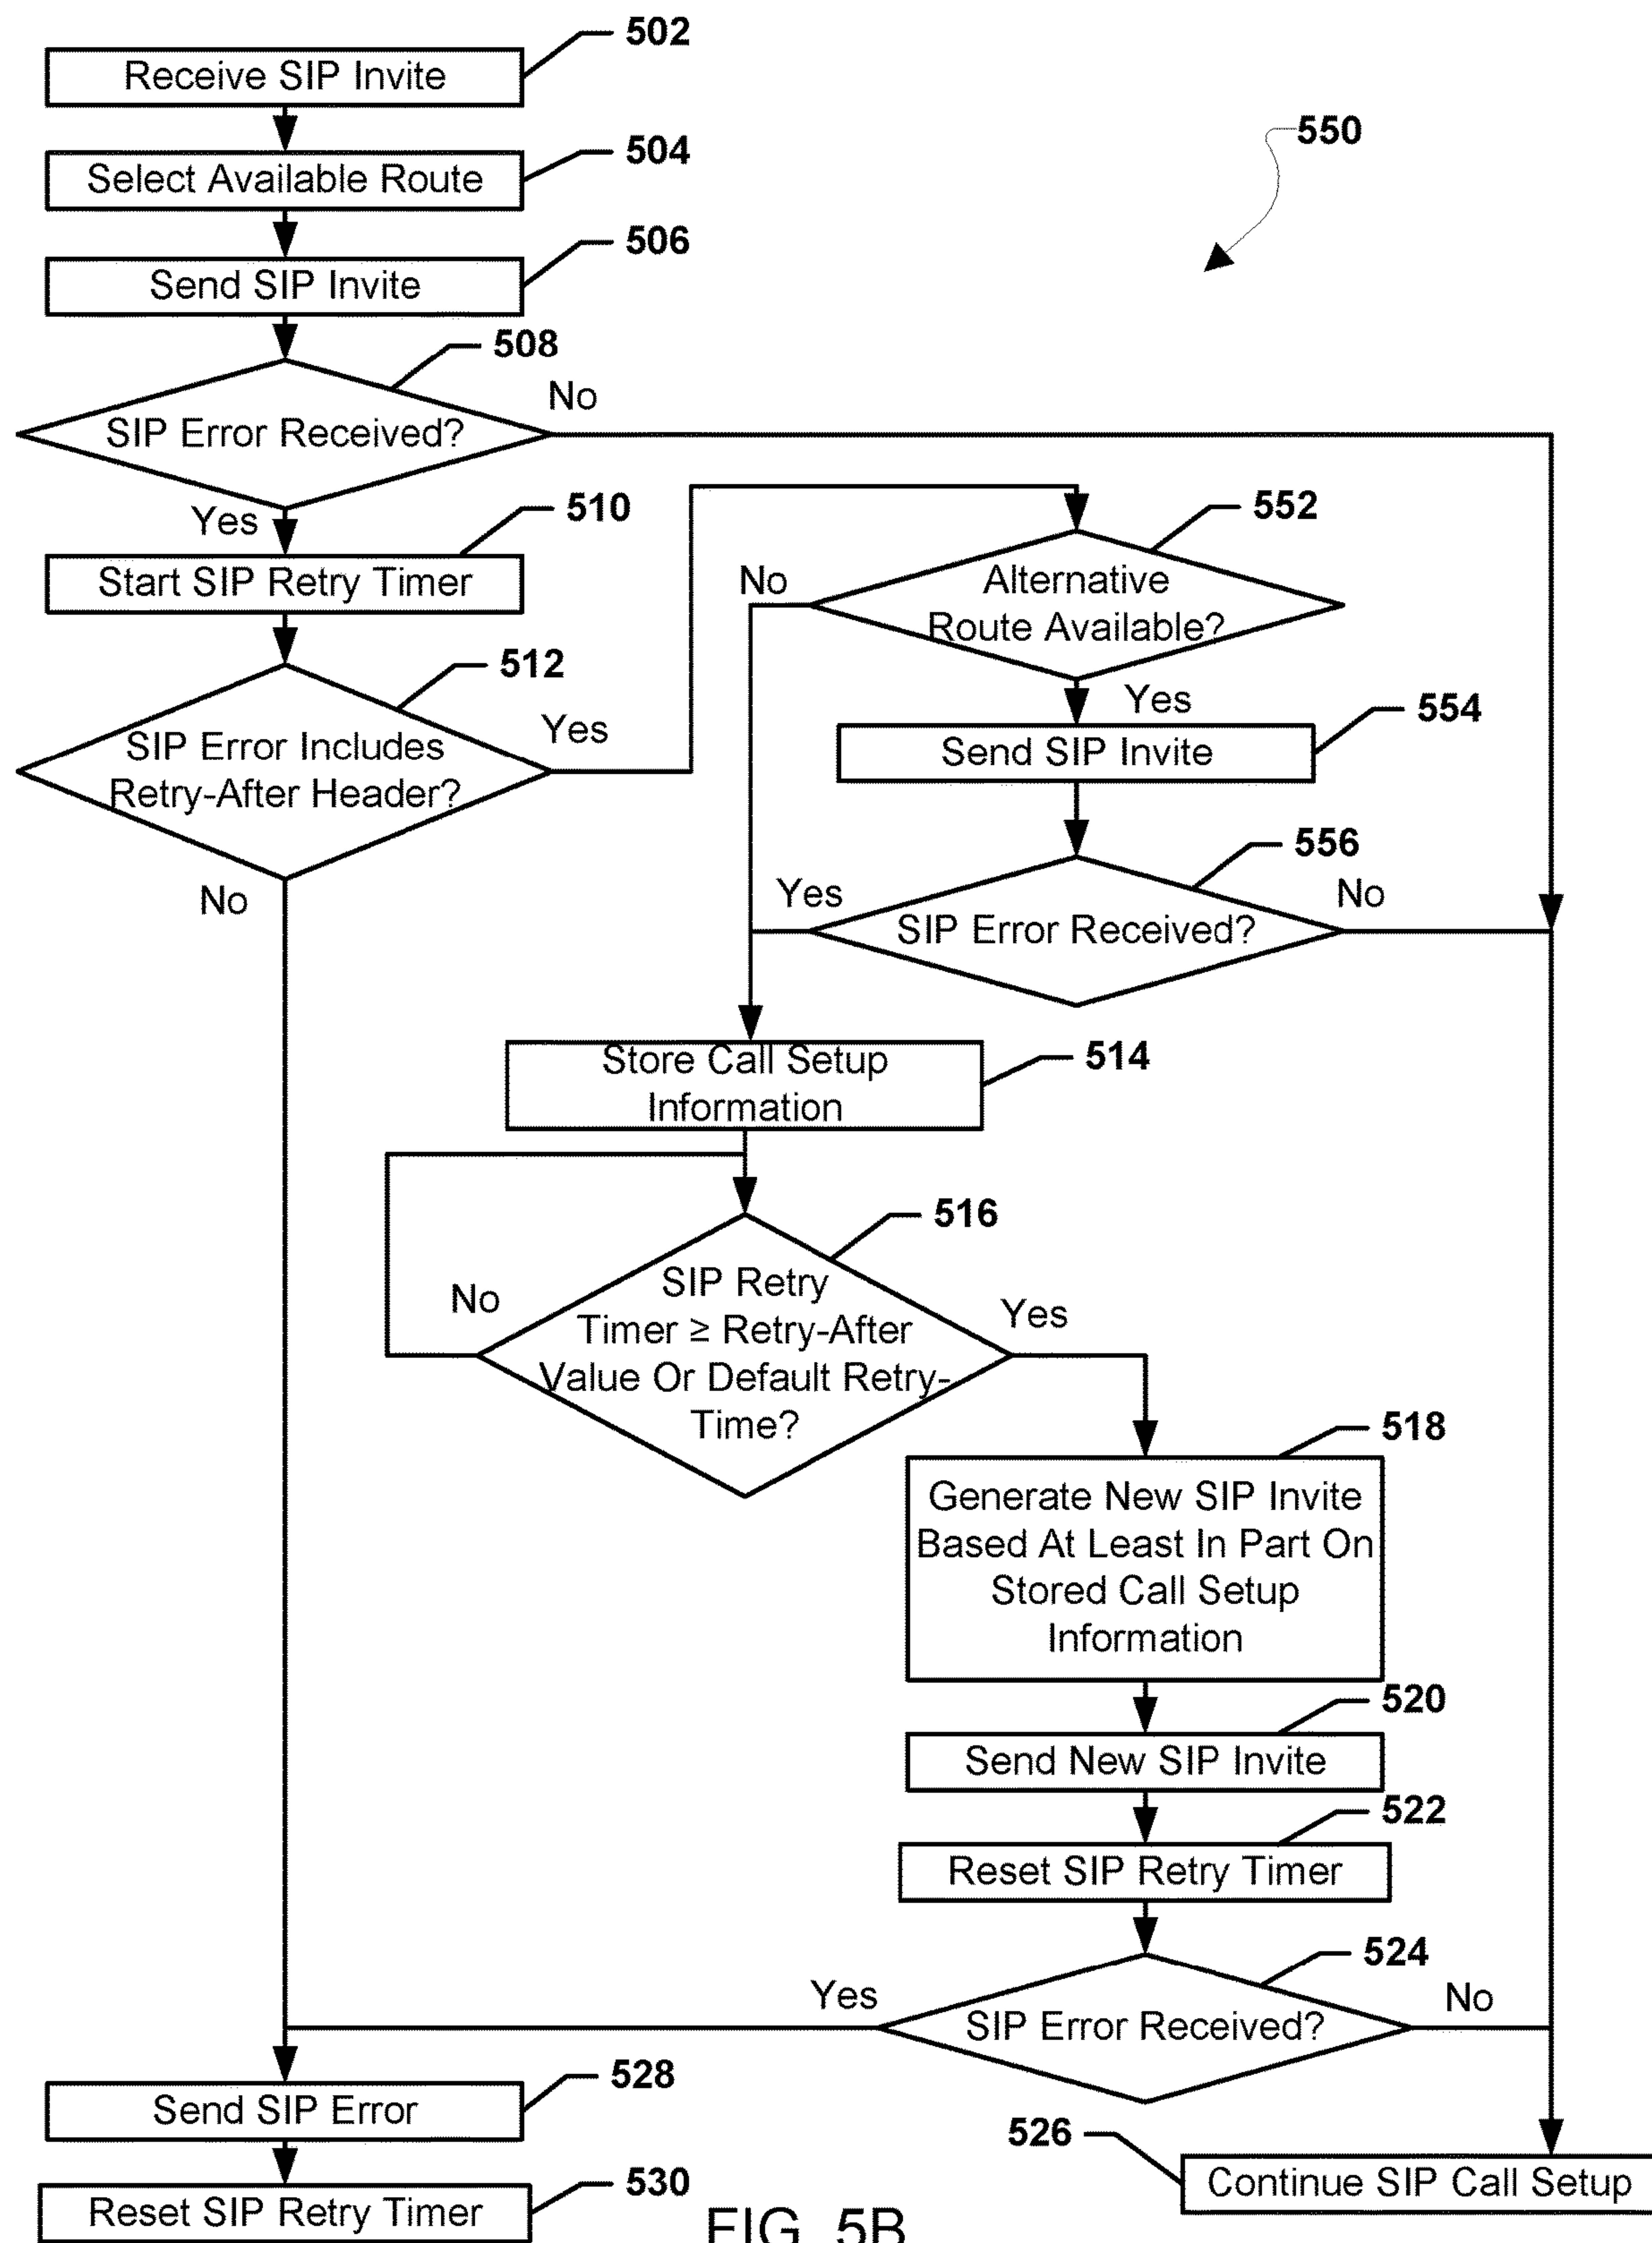 502
Receive SIP Invite
550
504
Select Available Route
506
Send SIP Invite
508
No
SIP Error Received?
Yes
510
Start SIP Retry Timer
552
No
Alternative
Route Available?
512
Yes
SIP Error Includes
Retry-After Header?
Yes
554
Send SIP Invite
No
556
Yes
No
SIP Error Received?
514
Store Call Setup
Information
516
No
SIP Retry
Timer ≥ Retry-After
Value Or Default Retry-
Time?
Yes
518
Generate New SIP Invite
Based At Least In Part On
Stored Call Setup
Information
520
Send New SIP Invite
522
Reset SIP Retry Timer
524
Yes
No
SIP Error Received?
528
Send SIP Error
526
Continue SIP Call Setup
530
Reset SIP Retry Timer
FIG. 5B